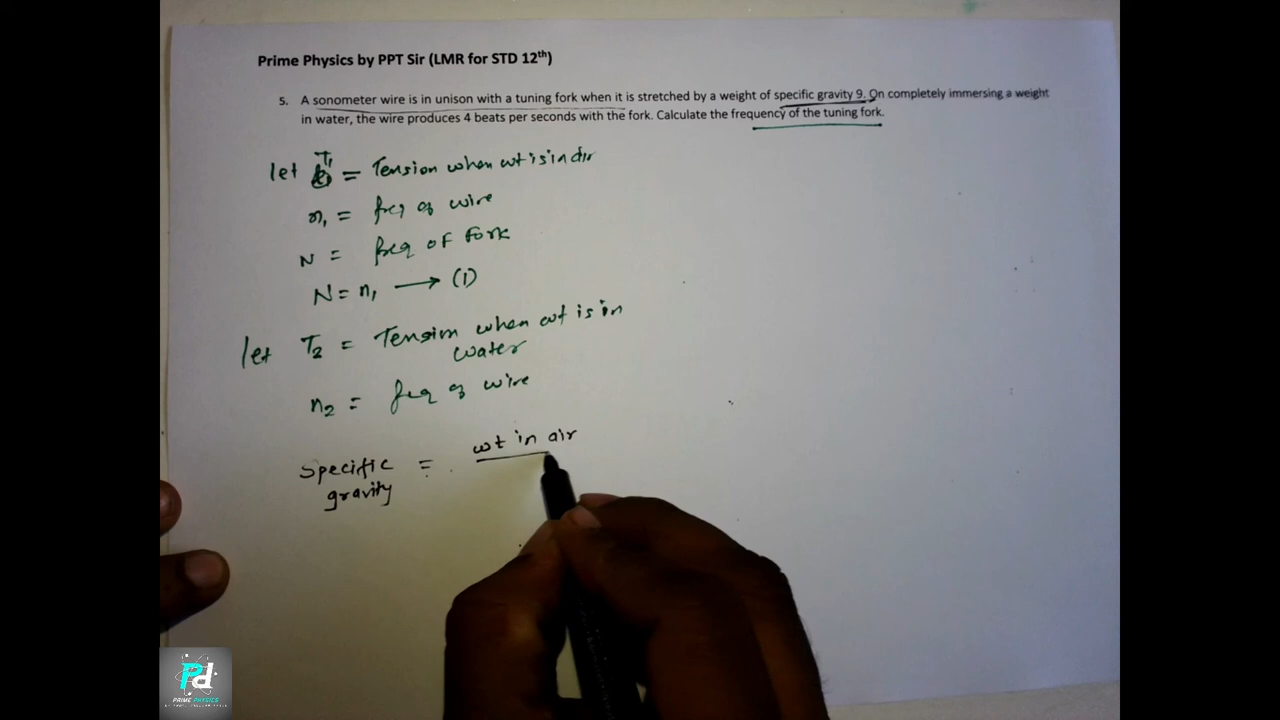 Prime Physics by PPT Sir (LMR for STD 12th)
5. A sonometer wire is in unison with a tuning fork when it is stretched by a weight of specific gravity 9. On completely immersing a weight
in water, the wire produces 4 beats per seconds with the fork. Calculate the frequency of the tuning fork.
let T1 = Tension when wt is in air
n1 = freq of wire
N = freq of fork
N = n1 → (1)
let T2 = Tension when wt is in
water
n2 = freq of wire
specific gravity = wt in air
Pd
PRIME PHYSICS